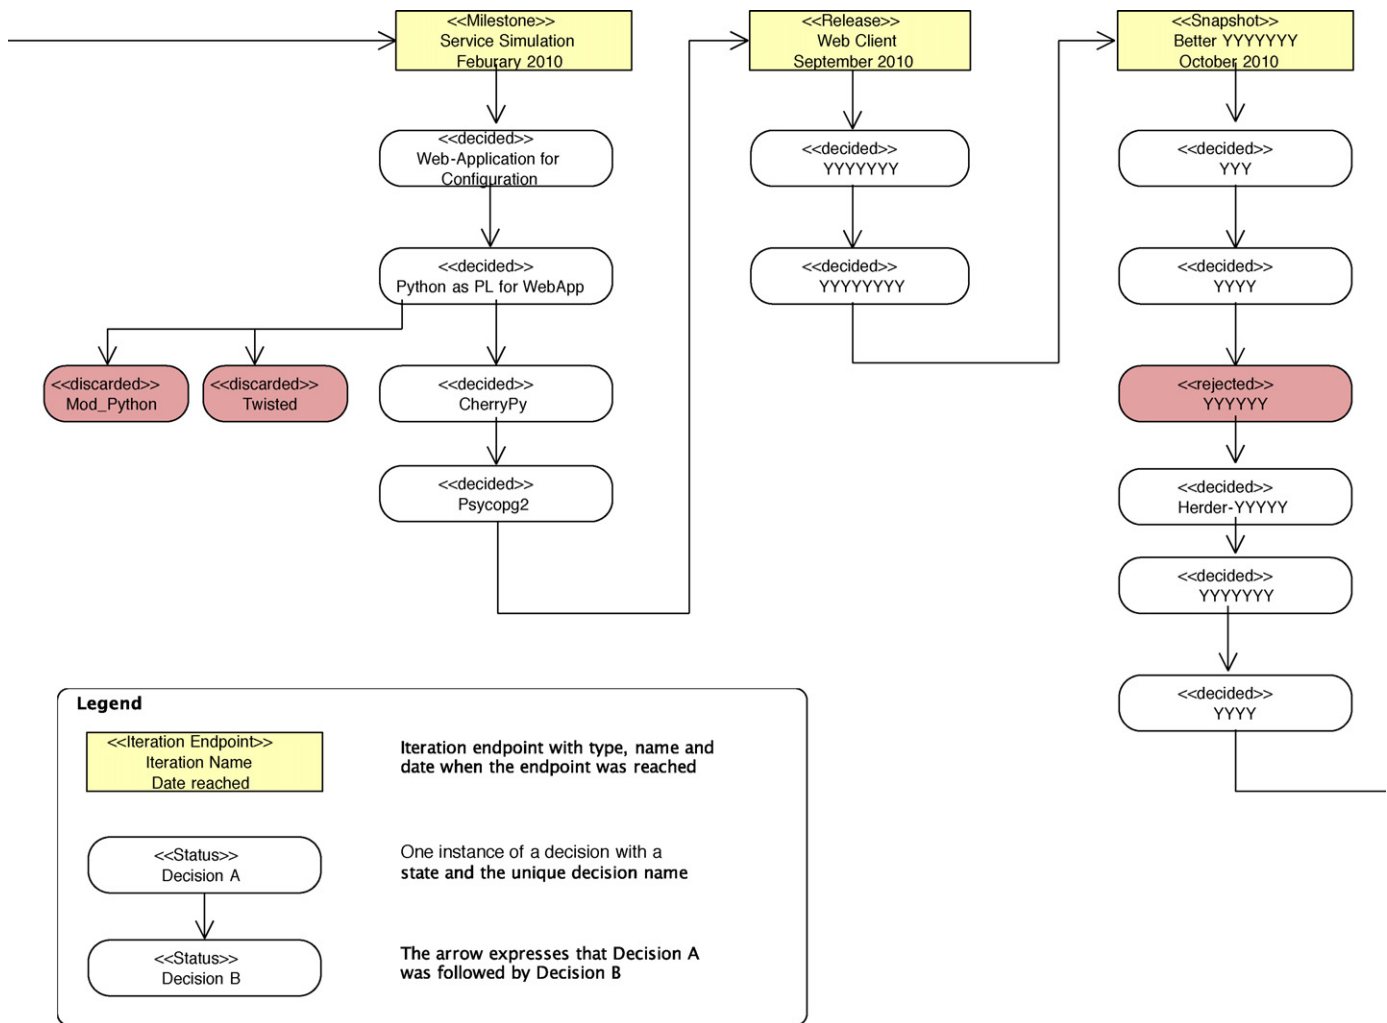 <<Milestone>>
Service Simulation
Feburary 2010
<<decided>>
Web-Application for
Configuration
<<decided>>
Python as PL for WebApp
<<discarded>>
Mod_Python
<<discarded>>
Twisted
<<decided>>
CherryPy
<<decided>>
Psycopg2
<<Release>>
Web Client
September 2010
<<decided>>
YYYYYYY
<<decided>>
YYYYYYYY
<<Snapshot>>
Better YYYYYYY
October 2010
<<decided>>
YYY
<<decided>>
YYYY
<<rejected>>
YYYYYY
<<decided>>
Herder-YYYYY
<<decided>>
YYYYYYY
<<decided>>
YYYY
Legend
<<Iteration Endpoint>>
Iteration Name
Date reached
Iteration endpoint with type, name and
date when the endpoint was reached
<<Status>>
Decision A
One instance of a decision with a
state and the unique decision name
<<Status>>
Decision B
The arrow expresses that Decision A
was followed by Decision B